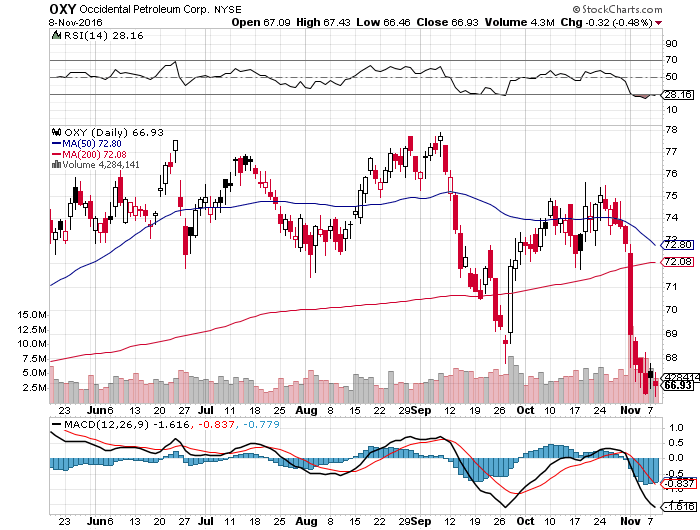 OXY Occidental Petroleum Corp. NYSE © StockCharts.com
8-Nov-2016 Open 67.09 High 67.43 Low 66.46 Close 66.93 Volume 4.3M Chg -0.32 (-0.48%)
RSI(14) 28.16
90
70
50
28.16
10
OXY (Daily) 66.93
MA(50) 72.80
MA(200) 72.08
Volume 4,284,141
78
77
76
75
74
73
72.80
72.08
71
70
69
68
4284141
66.93
15.0M
12.5M
10.0M
7.5M
5.0M
2.5M
23 Jun 6 13 20 27 Jul 11 18 25 Aug 8 15 22 29 Sep 12 19 26 Oct 10 17 24 Nov 7
MACD(12,26,9) -1.616, -0.837, -0.779
1.0
0.5
0.0
-0.5
-0.837
-1.616
23 Jun 6 13 20 27 Jul 11 18 25 Aug 8 15 22 29 Sep 12 19 26 Oct 10 17 24 Nov 7